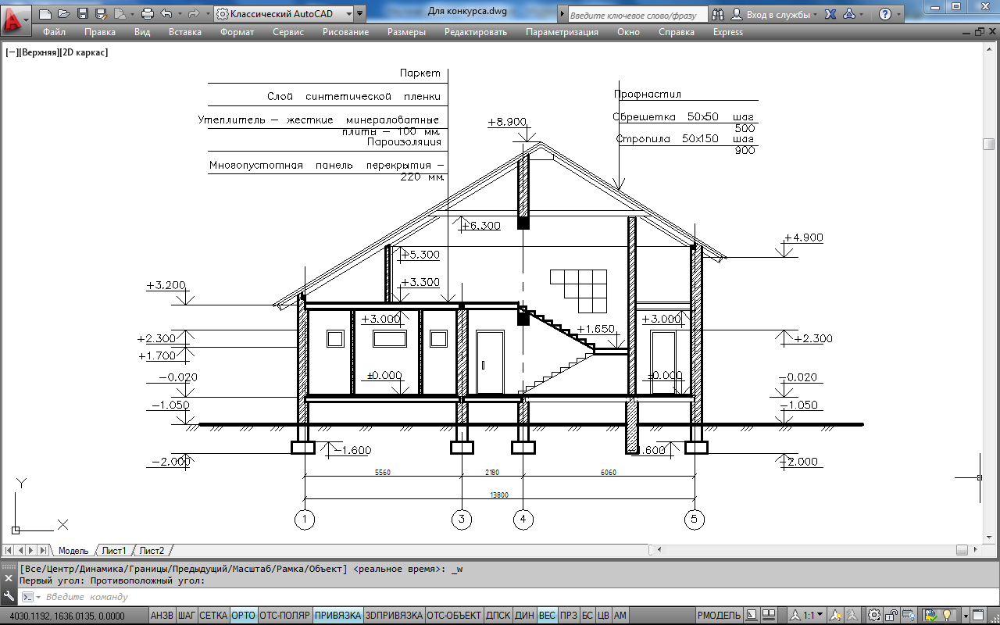 Классический AutoCAD
Для конкурса.dwg
Введите ключевое слово/фразу
Вход в службы
Файл Правка Вид Вставка Формат Сервис Рисование Размеры Редактировать Параметризация Окно Справка Express
[−][Верхняя][2D каркас]
Паркет
Слой синтетической пленки
Утеплитель – жесткие минераловатные
плиты – 100 мм.
Пароизоляция
Многопустотная панель перекрытия –
220 мм.
Профнастил
Обрешетка 50х50 шаг
500
Стропила 50х150 шаг
900
+8.900
+6.300
+5.300
+4.900
+3.300
+3.200
+3.000 +3.000
+1.650
+2.300 +2.300
+1.700
±0.000 ±0.000
−0.020 −0.020
−1.050 −1.050
−1.600 1.600
−2.000 −2.000
5560 2180 6060
13800
1 3 4 5
Y
X
Модель Лист1 Лист2
[Все/Центр/Динамика/Границы/Предыдущий/Масштаб/Рамка/Объект] <реальное время>: _w
Первый угол: Противоположный угол:
Введите команду
4030.1192, 1636.0135, 0.0000 АНЗВ ШАГ СЕТКА ОРТО ОТС-ПОЛЯР ПРИВЯЗКА 3DПРИВЯЗКА ОТС-ОБЪЕКТ ДПСК ДИН ВЕС ПРЗ БС ЦВ АМ РМОДЕЛЬ 1:1